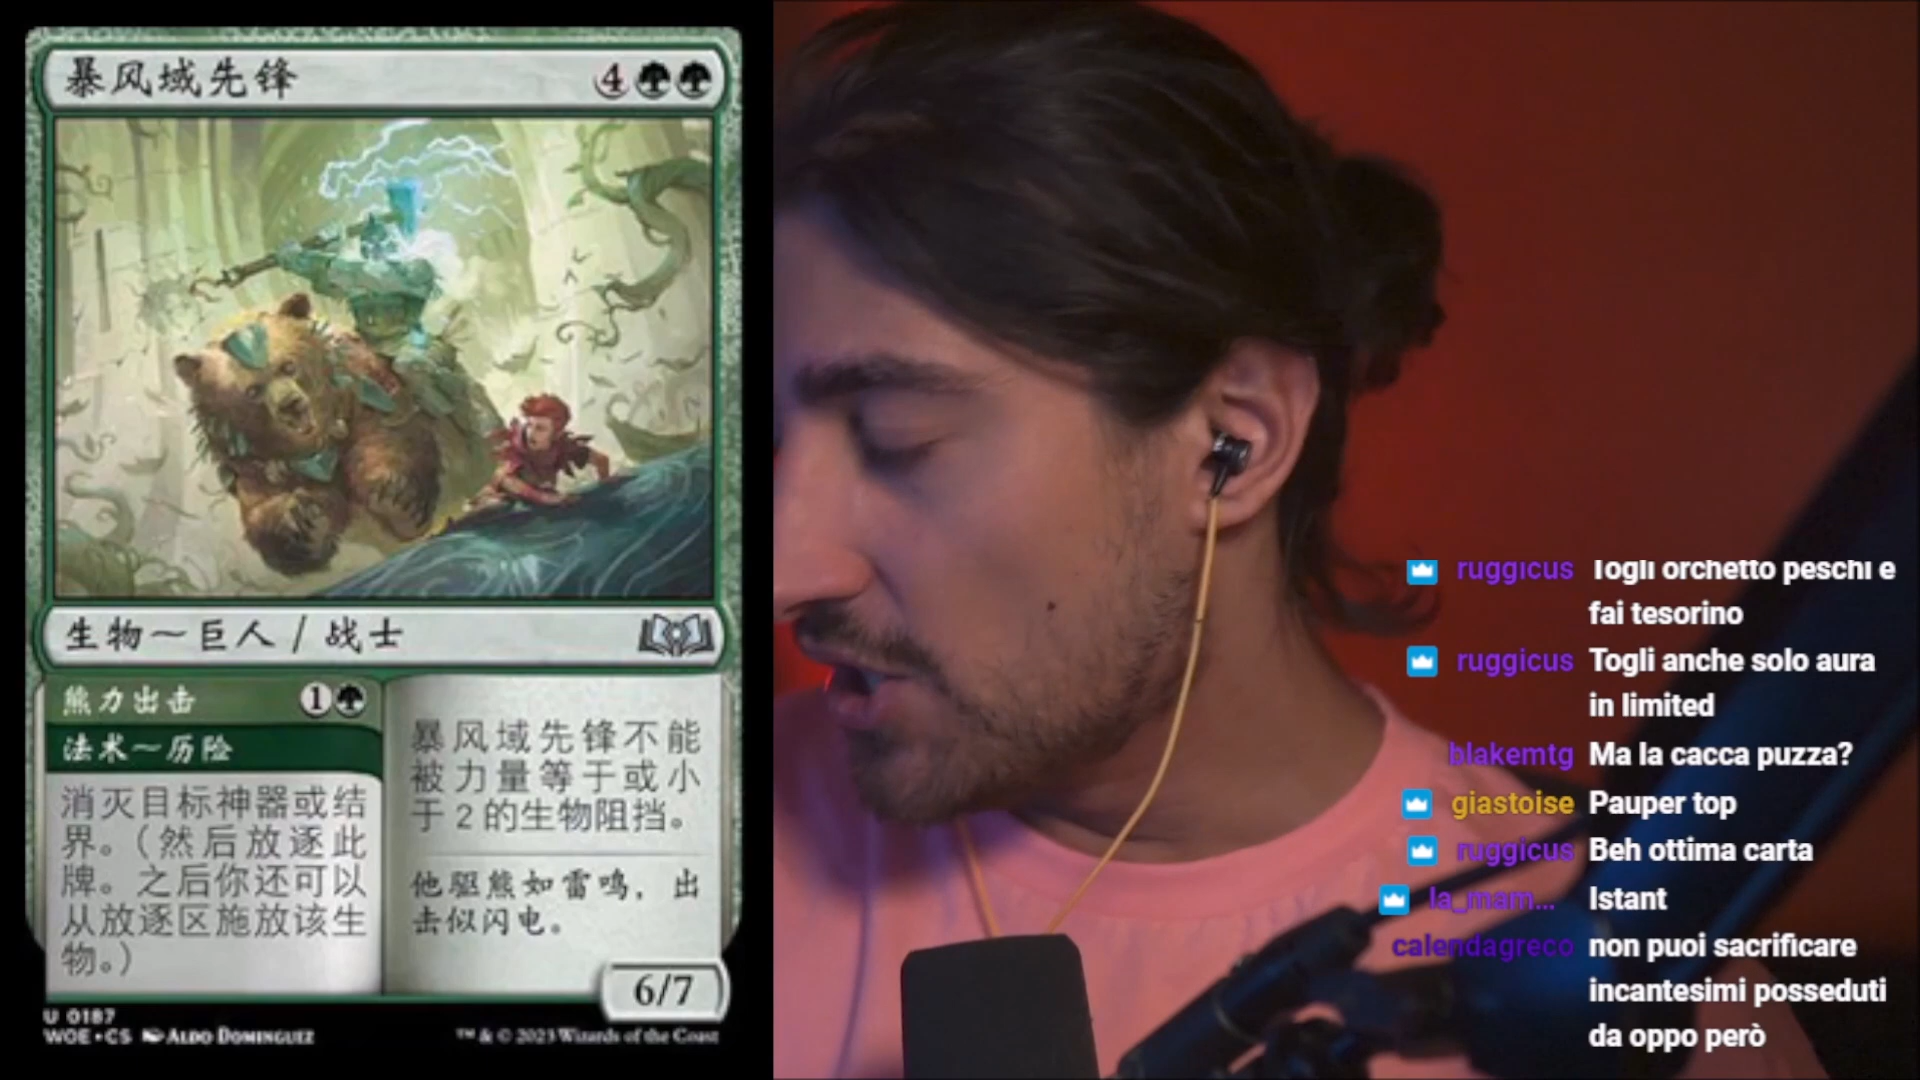 暴风域先锋
4
生物～巨人 / 战士
熊力出击
1
法术～历险
消灭目标神器或结
界。（然后放逐此
牌。之后你还可以
从放逐区施放该生
物。）
暴风域先锋不能
被力量等于或小
于 2 的生物阻挡。
他驱熊如雷鸣，出
击似闪电。
6/7
U 0187
WOE • CS ALDO DOMINGUEZ
™ & © 2023 Wizards of the Coast
ruggicus Togli orchetto peschi e
fai tesorino
ruggicus Togli anche solo aura
in limited
blakemtg Ma la cacca puzza?
giastoise Pauper top
ruggicus Beh ottima carta
la_mam... Istant
calendagreco non puoi sacrificare
incantesimi posseduti
da oppo però